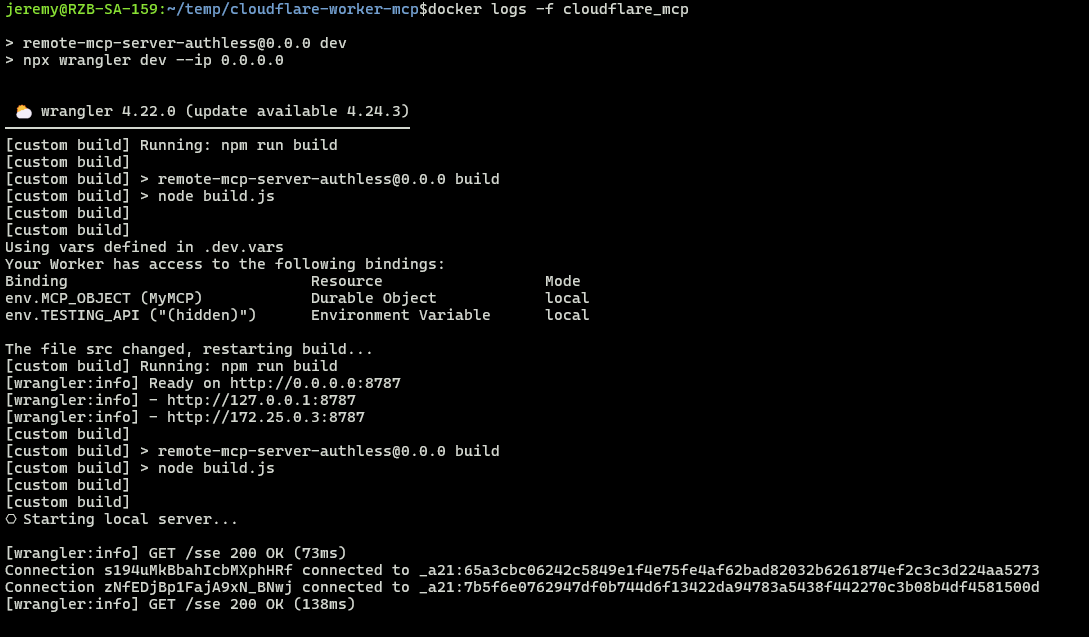 jeremy@RZB-SA-159:~/temp/cloudflare-worker-mcp$docker logs -f cloudflare_mcp
> remote-mcp-server-authless@0.0.0 dev
> npx wrangler dev --ip 0.0.0.0
⛅ wrangler 4.22.0 (update available 4.24.3)
[custom build] Running: npm run build
[custom build]
[custom build] > remote-mcp-server-authless@0.0.0 build
[custom build] > node build.js
[custom build]
[custom build]
Using vars defined in .dev.vars
Your Worker has access to the following bindings:
Binding Resource Mode
env.MCP_OBJECT (MyMCP) Durable Object local
env.TESTING_API ("(hidden)") Environment Variable local
The file src changed, restarting build...
[custom build] Running: npm run build
[wrangler:info] Ready on http://0.0.0.0:8787
[wrangler:info] - http://127.0.0.1:8787
[wrangler:info] - http://172.25.0.3:8787
[custom build]
[custom build] > remote-mcp-server-authless@0.0.0 build
[custom build] > node build.js
[custom build]
[custom build]
⎔ Starting local server...
[wrangler:info] GET /sse 200 OK (73ms)
Connection s194uMkBbahIcbMXphHRf connected to _a21:65a3cbc06242c5849e1f4e75fe4af62bad82032b6261874ef2c3c3d224aa5273
Connection zNfEDjBp1FajA9xN_BNwj connected to _a21:7b5f6e0762947df0b744d6f13422da94783a5438f442270c3b08b4df4581500d
[wrangler:info] GET /sse 200 OK (138ms)